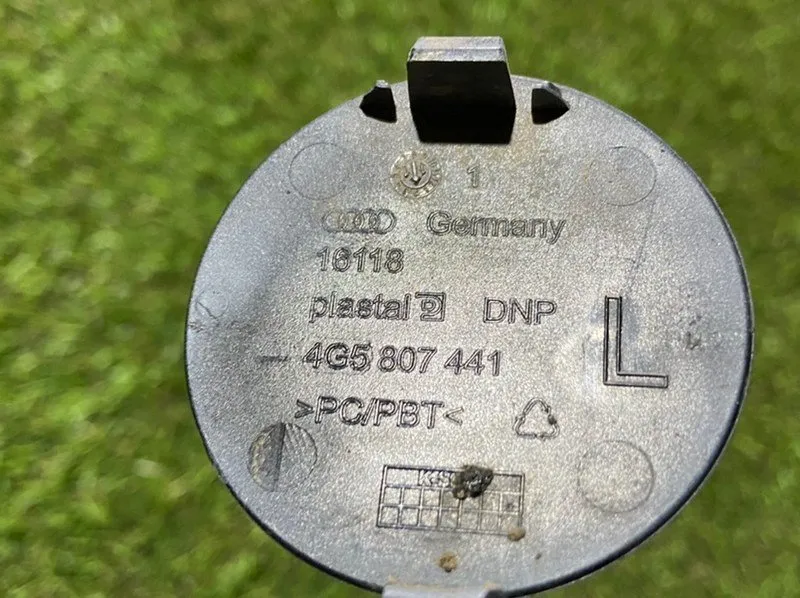 1
Germany
16118
plastal DNP
L
4G5 807 441
>PC/PBT<